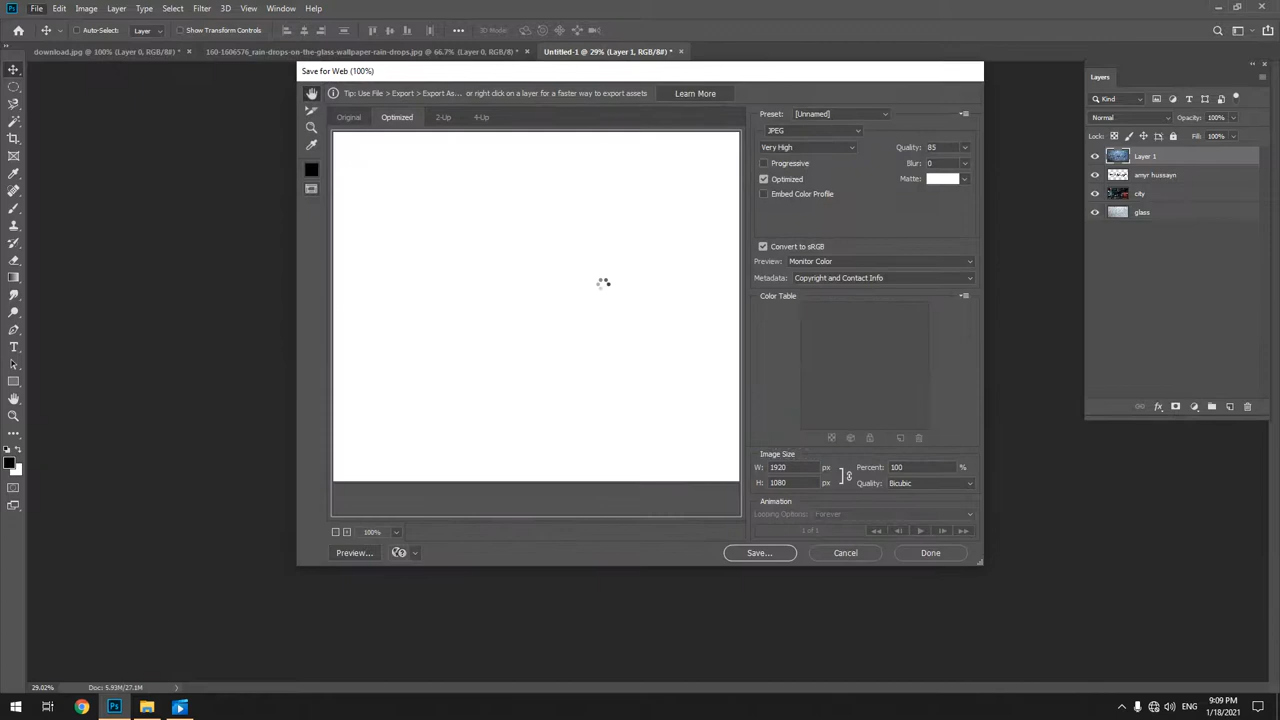 File Edit Image Layer Type Select Filter 3D View Window Help
Auto-Select: Layer Show Transform Controls 3D Mode:
download.jpg @ 100% (Layer 0, RGB/8#) * 160-1606576_rain-drops-on-the-glass-wallpaper-rain-drops.jpg @ 66.7% (Layer 0, RGB/8*) * Untitled-1 @ 29% (Layer 1, RGB/8#) *
Save for Web (100%)
Tip: Use File > Export > Export As... or right click on a layer for a faster way to export assets Learn More
Original Optimized 2-Up 4-Up
Preset: [Unnamed]
JPEG
Very High Quality: 85
Progressive Blur: 0
Optimized Matte:
Embed Color Profile
Convert to sRGB
Preview: Monitor Color
Metadata: Copyright and Contact Info
Color Table
Image Size
W: 1920 px Percent: 100 %
H: 1080 px Quality: Bicubic
Animation
Looping Options: Forever
1 of 1
100%
Preview... Save... Cancel Done
Layers
Kind
Normal Opacity: 100%
Lock: Fill: 100%
Layer 1
amyr hussayn
city
glass
29.02% Doc: 5.93M/27.1M
Ps ENG 9:09 PM
1/18/2021